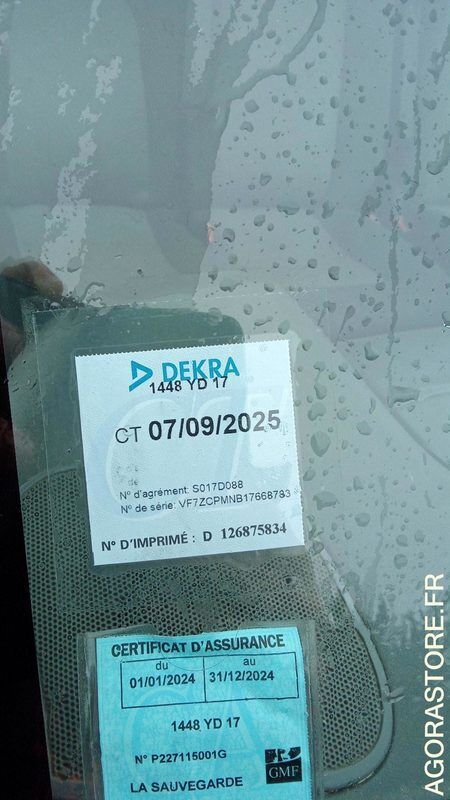 DEKRA
1448 YD 17
CT 07/09/2025
de
N° d'agrément: S017D088
N° de série: VF7ZCPMNB17668783
N° D'IMPRIMÉ : D 126875834
CERTIFICAT D'ASSURANCE
du au
01/01/2024 31/12/2024
1448 YD 17
N° P227115001G
GMF
LA SAUVEGARDE
AGORASTORE.FR